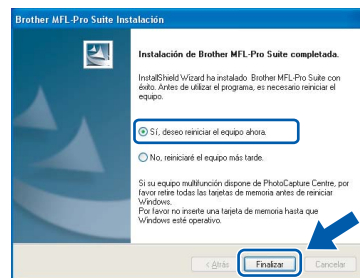 Brother MFL-Pro Suite Instalación
Instalación de Brother MFL-Pro Suite completada.
InstallShield Wizard ha instalado Brother MFL-Pro Suite con
éxito. Antes de utilizar el programa, es necesario reiniciar el
equipo.
Sí, deseo reiniciar el equipo ahora.
No, reiniciaré el equipo más tarde.
Si su equipo multifunción dispone de PhotoCapture Centre, por
favor retire todas las tarjetas de memoria antes de reiniciar
Windows.
Por favor no inserte una tarjeta de memoria hasta que
Windows esté operativo.
< Atrás Finalizar Cancelar